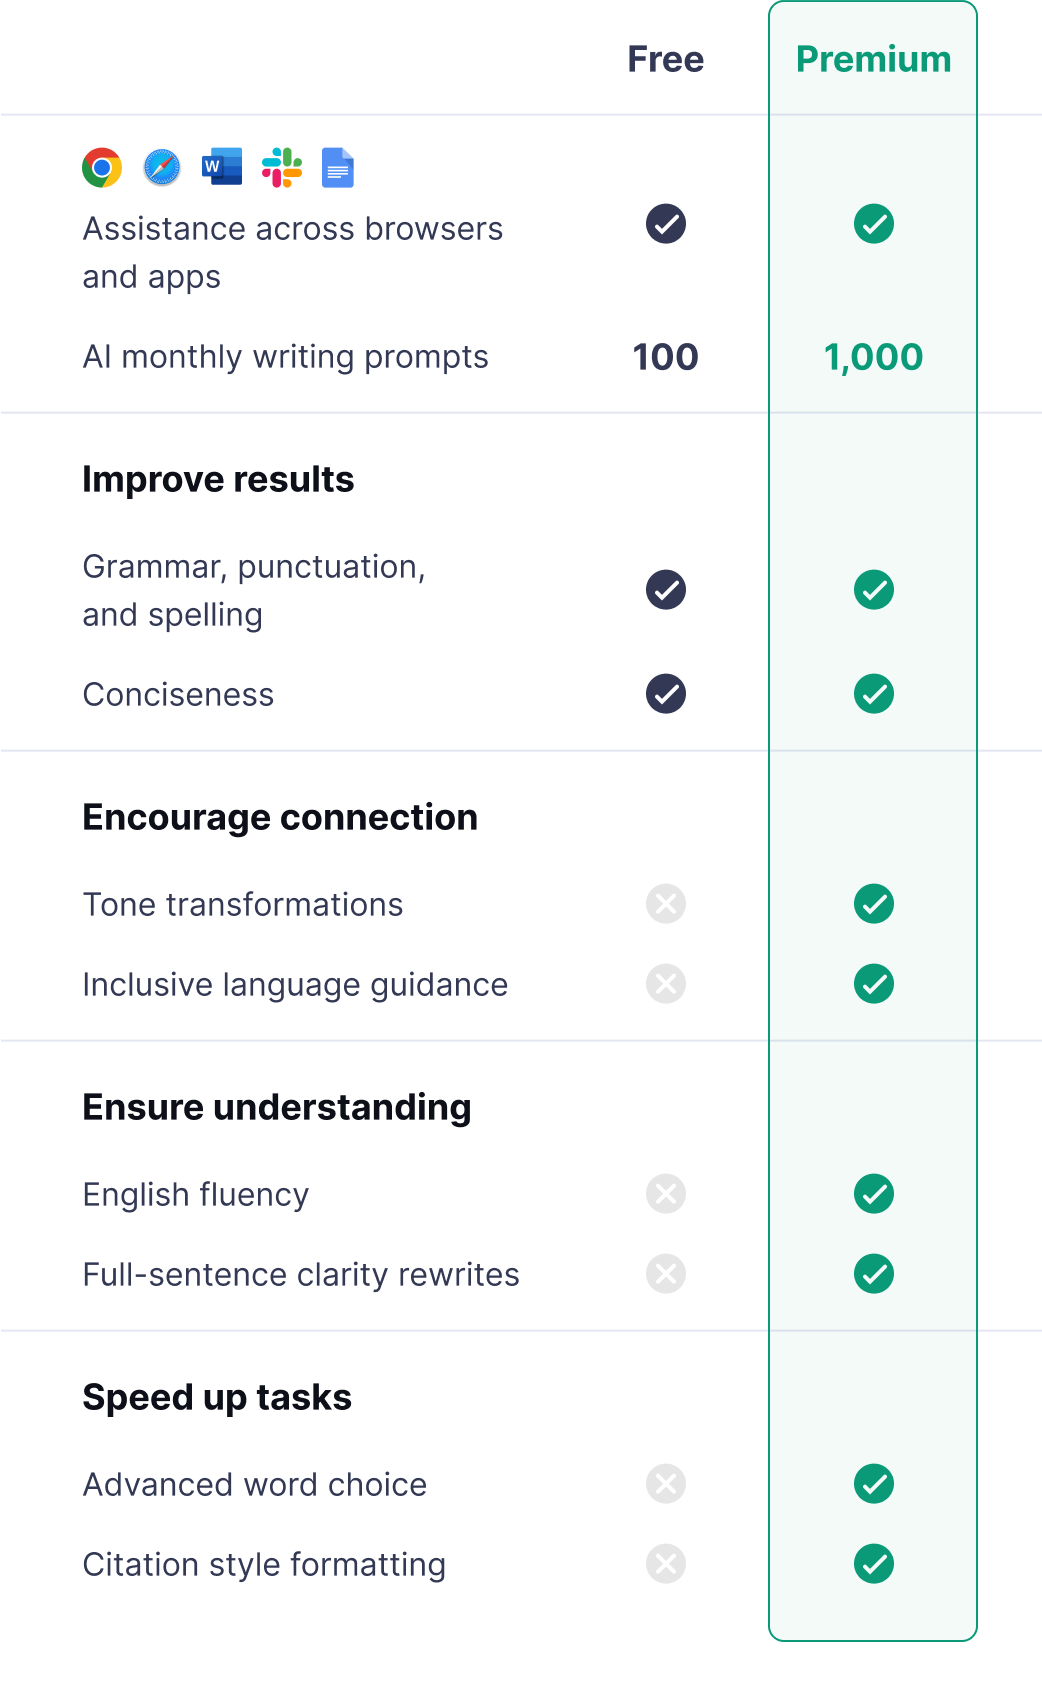 Free Premium
W
Assistance across browsers
and apps
AI monthly writing prompts 100 1,000
Improve results
Grammar, punctuation,
and spelling
Conciseness
Encourage connection
Tone transformations
Inclusive language guidance
Ensure understanding
English fluency
Full-sentence clarity rewrites
Speed up tasks
Advanced word choice
Citation style formatting